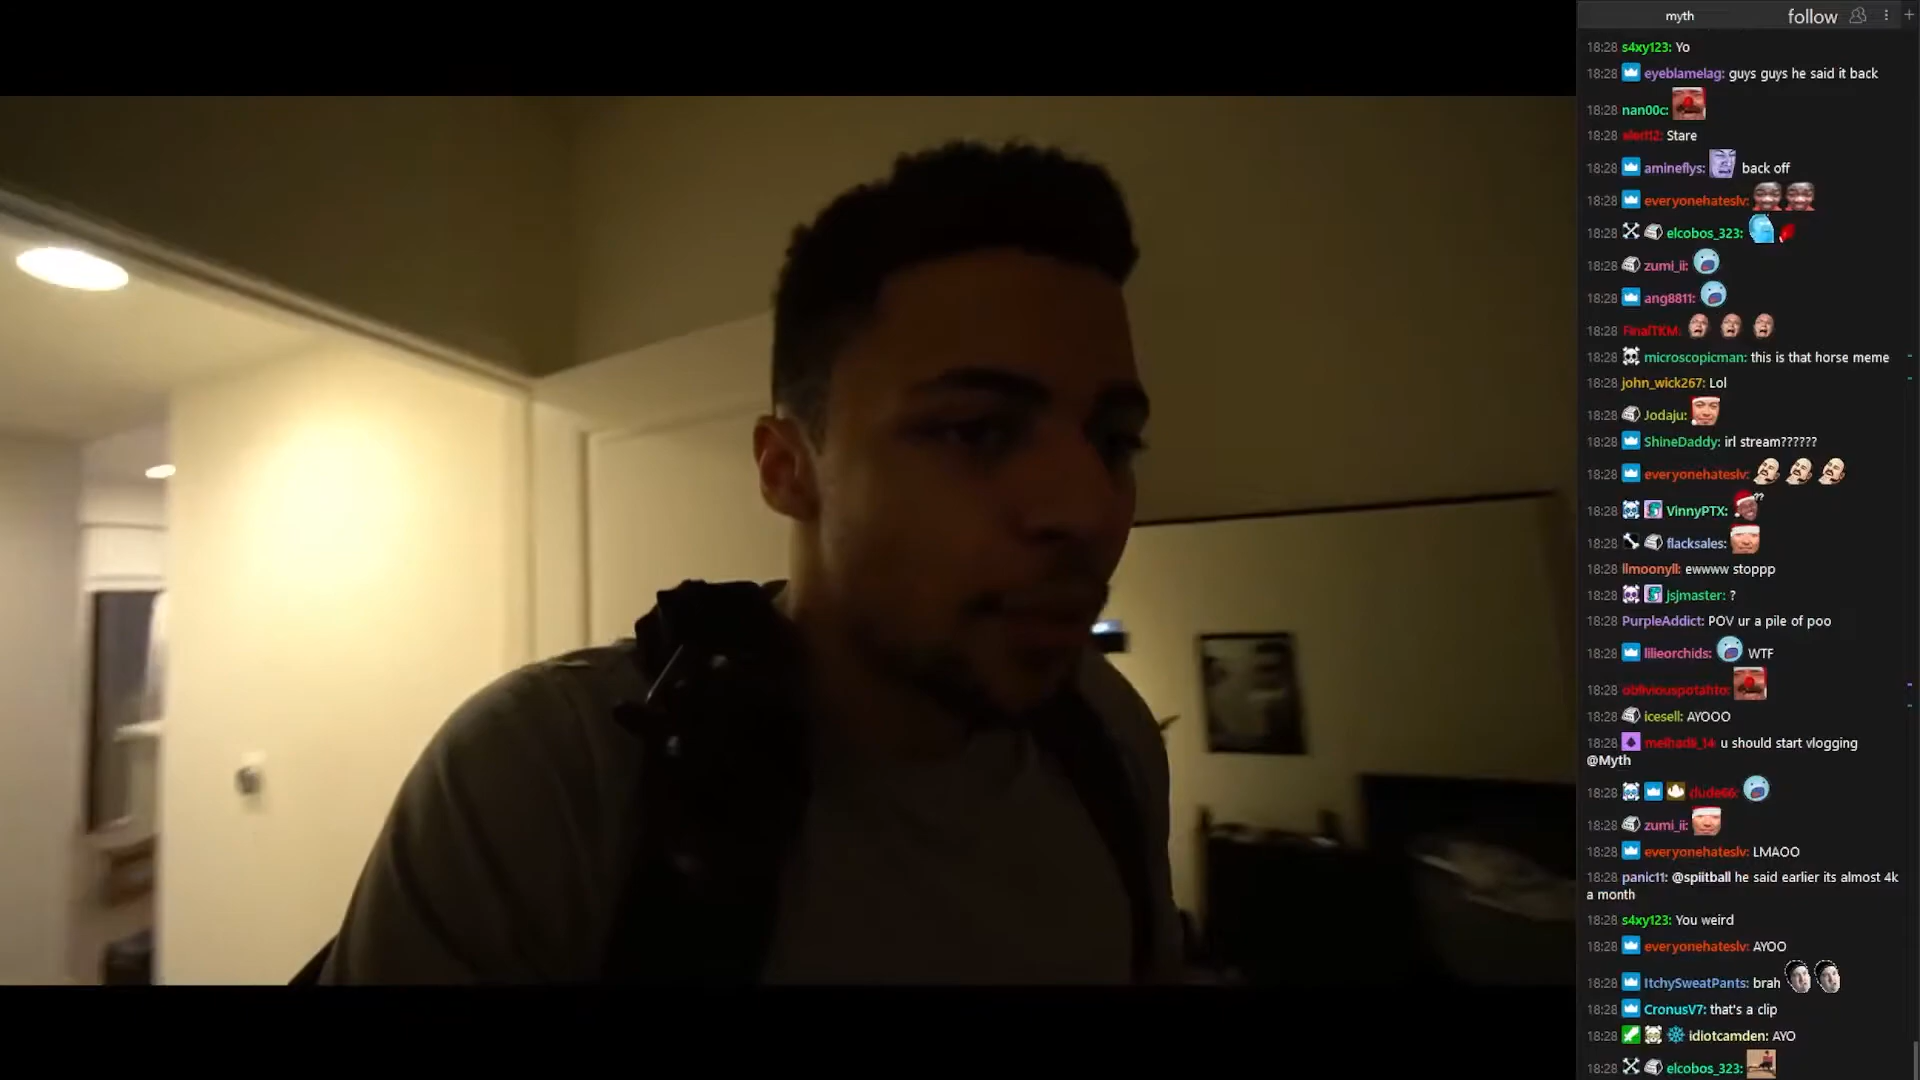 myth follow
18:28 s4xy123: Yo
18:28 eyeblamelag: guys guys he said it back
18:28 nan00c:
18:28 Stare
18:28 amineflys: back off
18:28 everyonehateslv:
18:28 elcobos_323:
18:28 zumi_ii:
18:28 ang8811:
18:28 FinalTKM:
18:28 microscopicman: this is that horse meme
18:28 john_wick267: Lol
18:28 Jodaju:
18:28 ShineDaddy: irl stream??????
18:28 everyonehateslv:
18:28 VinnyPTX: ??
18:28 flacksales:
18:28 llmoonyll: ewwww stoppp
18:28 jsjmaster: ?
18:28 PurpleAddict: POV ur a pile of poo
18:28 lilieorchids: WTF
18:28 obliviouspotahto:
18:28 icesell: AYOOO
18:28 u should start vlogging
@Myth
18:28 dude66:
18:28 zumi_ii:
18:28 everyonehateslv: LMAOO
18:28 panic11: @spiitball he said earlier its almost 4k
a month
18:28 s4xy123: You weird
18:28 everyonehateslv: AYOO
18:28 ItchySweatPants: brah
18:28 CronusV7: that's a clip
18:28 idiotcamden: AYO
18:28 elcobos_323: